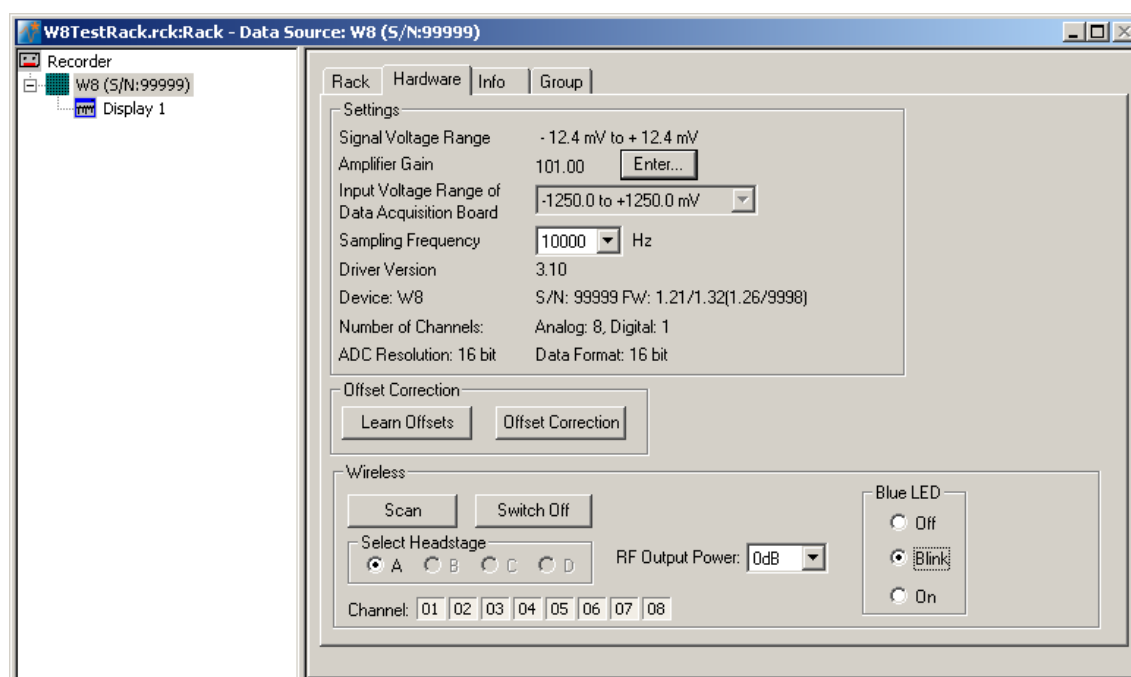 W8TestRack.rck:Rack - Data Source: W8 (S/N:99999)
Recorder
W8 (S/N:99999)
Display 1
Rack Hardware Info Group
Settings
Signal Voltage Range - 12.4 mV to + 12.4 mV
Amplifier Gain 101.00 Enter...
Input Voltage Range of
Data Acquisition Board -1250.0 to +1250.0 mV
Sampling Frequency 10000 Hz
Driver Version 3.10
Device: W8 S/N: 99999 FW: 1.21/1.32(1.26/9998)
Number of Channels: Analog: 8, Digital: 1
ADC Resolution: 16 bit Data Format: 16 bit
Offset Correction
Learn Offsets Offset Correction
Wireless
Scan Switch Off
Select Headstage
A B C D
RF Output Power: 0dB
Channel: 01 02 03 04 05 06 07 08
Blue LED
Off
Blink
On